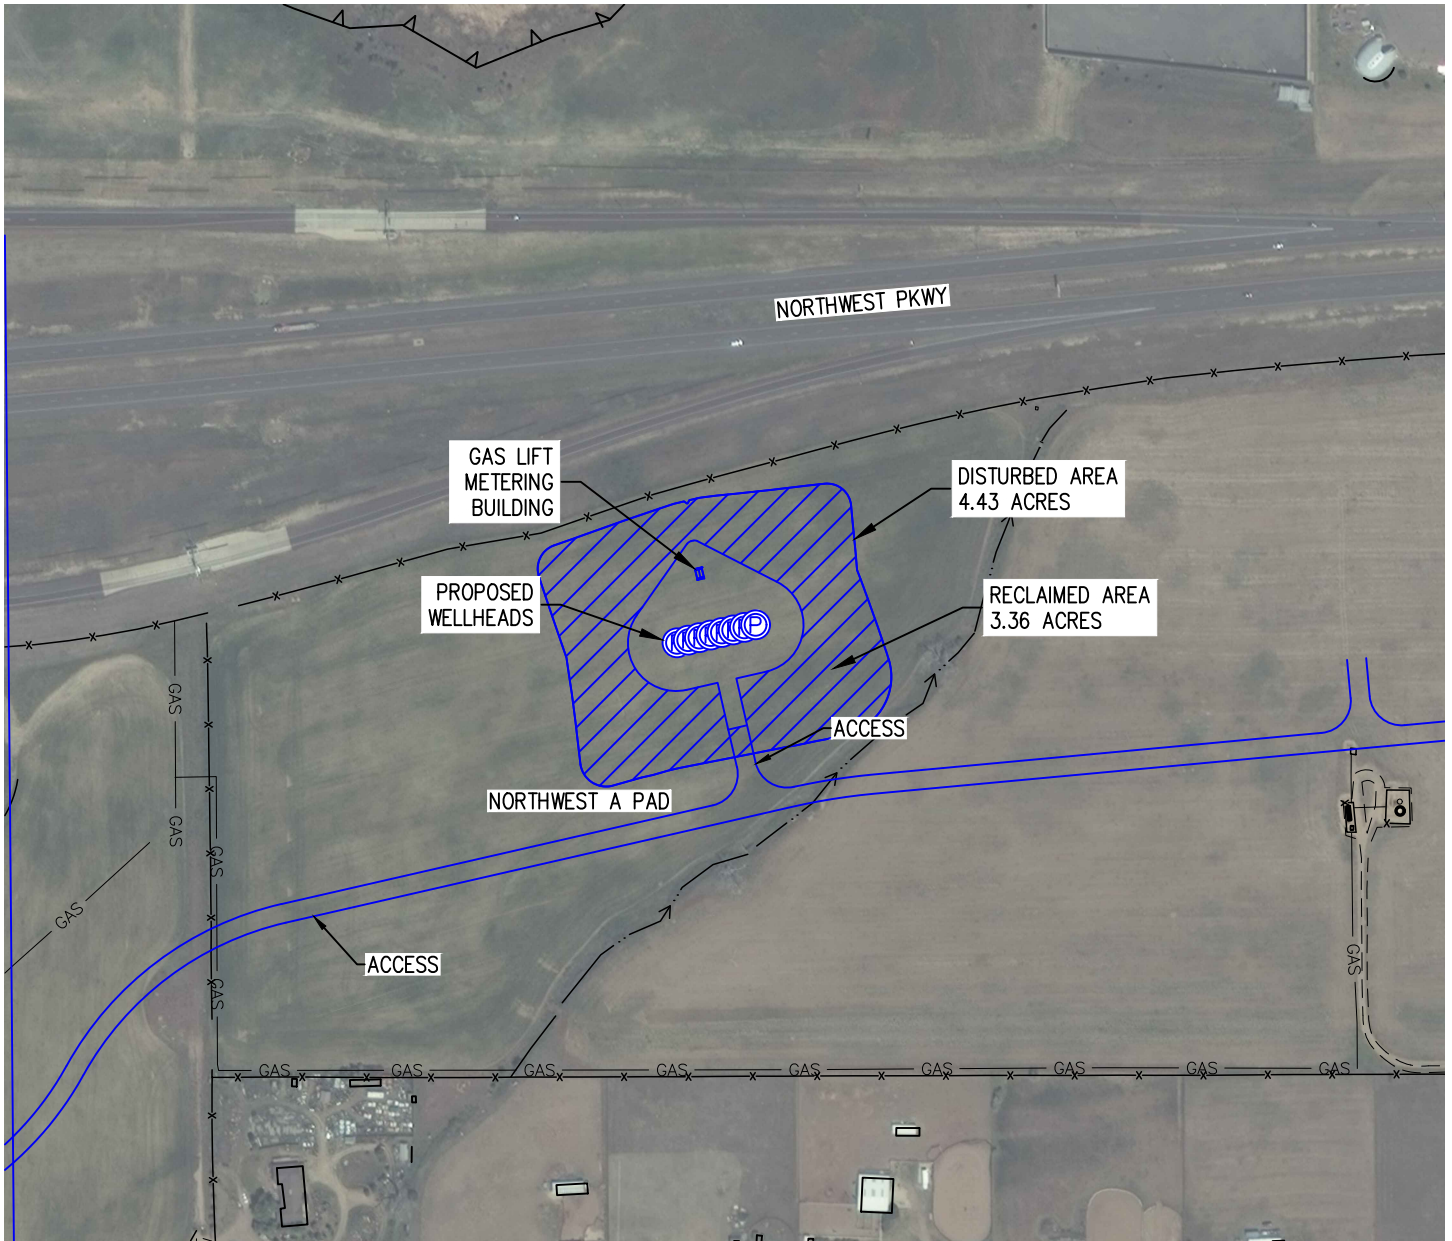 NORTHWEST PKWY
GAS LIFT
METERING
BUILDING
DISTURBED AREA
4.43 ACRES
PROPOSED
WELLHEADS
P
RECLAIMED AREA
3.36 ACRES
GAS
ACCESS
NORTHWEST A PAD
GAS
GAS
GAS
ACCESS
GAS
GAS
GAS
GAS
GAS
GAS
GAS
GAS
GAS
GAS